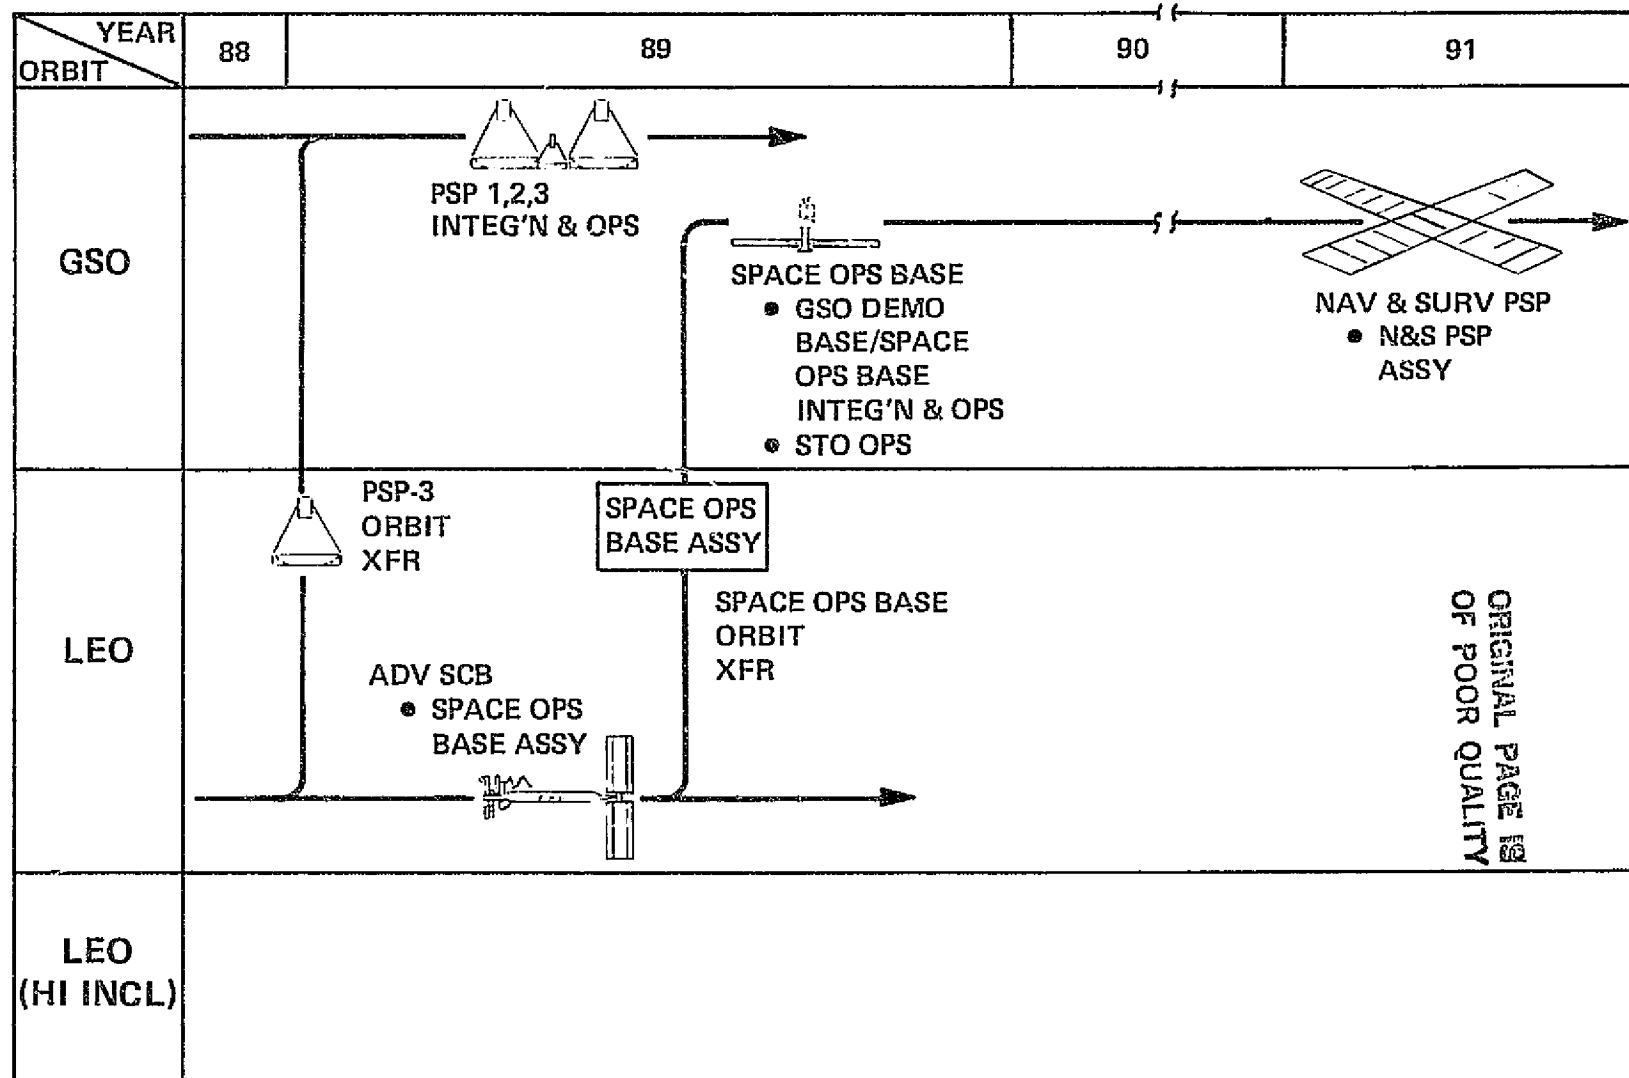 YEAR
ORBIT
88
89
90
91
GSO
PSP 1,2,3
INTEG'N & OPS
SPACE OPS BASE
● GSO DEMO
BASE/SPACE
OPS BASE
INTEG'N & OPS
● STO OPS
NAV & SURV PSP
● N&S PSP
ASSY
LEO
PSP-3
ORBIT
XFR
SPACE OPS
BASE ASSY
SPACE OPS BASE
ORBIT
XFR
ADV SCB
● SPACE OPS
BASE ASSY
ORIGINAL PAGE IS
OF POOR QUALITY
LEO
(HI INCL)